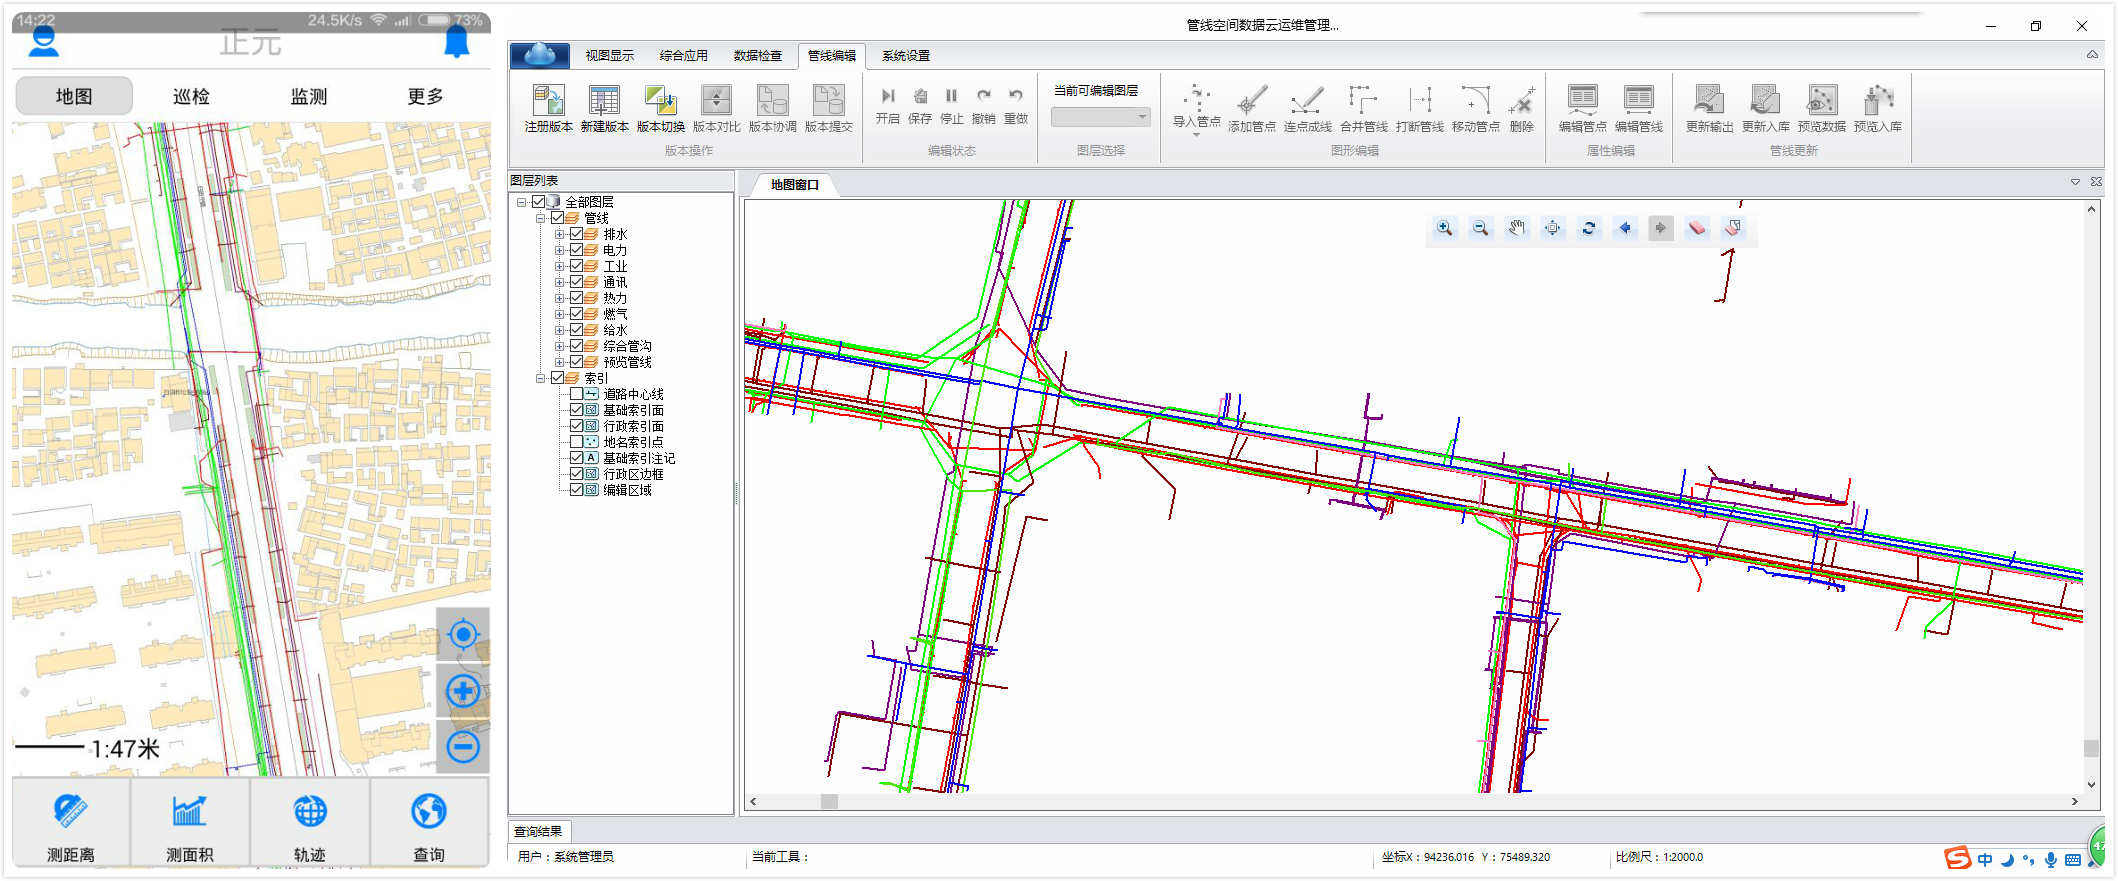 14:22 24.5K/s 73%
正元
地图 巡检 监测 更多
1:47米
测距离 测面积 轨迹 查询
管线空间数据云运维管理...
视图显示 综合应用 数据检查 管线编辑 系统设置
注册版本 新建版本 版本切换 版本对比 版本协调 版本提交
版本操作
开启 保存 停止 撤销 重做
编辑状态
当前可编辑图层
图层选择
导入管点 添加管点 连点成线 合并管线 打断管线 移动管点 删除
图形编辑
编辑管点 编辑管线
属性编辑
更新输出 更新入库 预览数据 预览入库
管线更新
图层列表
全部图层
管线
排水
电力
工业
通讯
热力
燃气
给水
综合管沟
预览管线
索引
道路中心线
基础索引面
行政索引面
地名索引点
A 基础索引注记
行政区边框
编辑区域
地图窗口
查询结果
用户：系统管理员 当前工具： 坐标X：94236.016 Y：75489.320 比例尺：1:2000.0
S 中
47